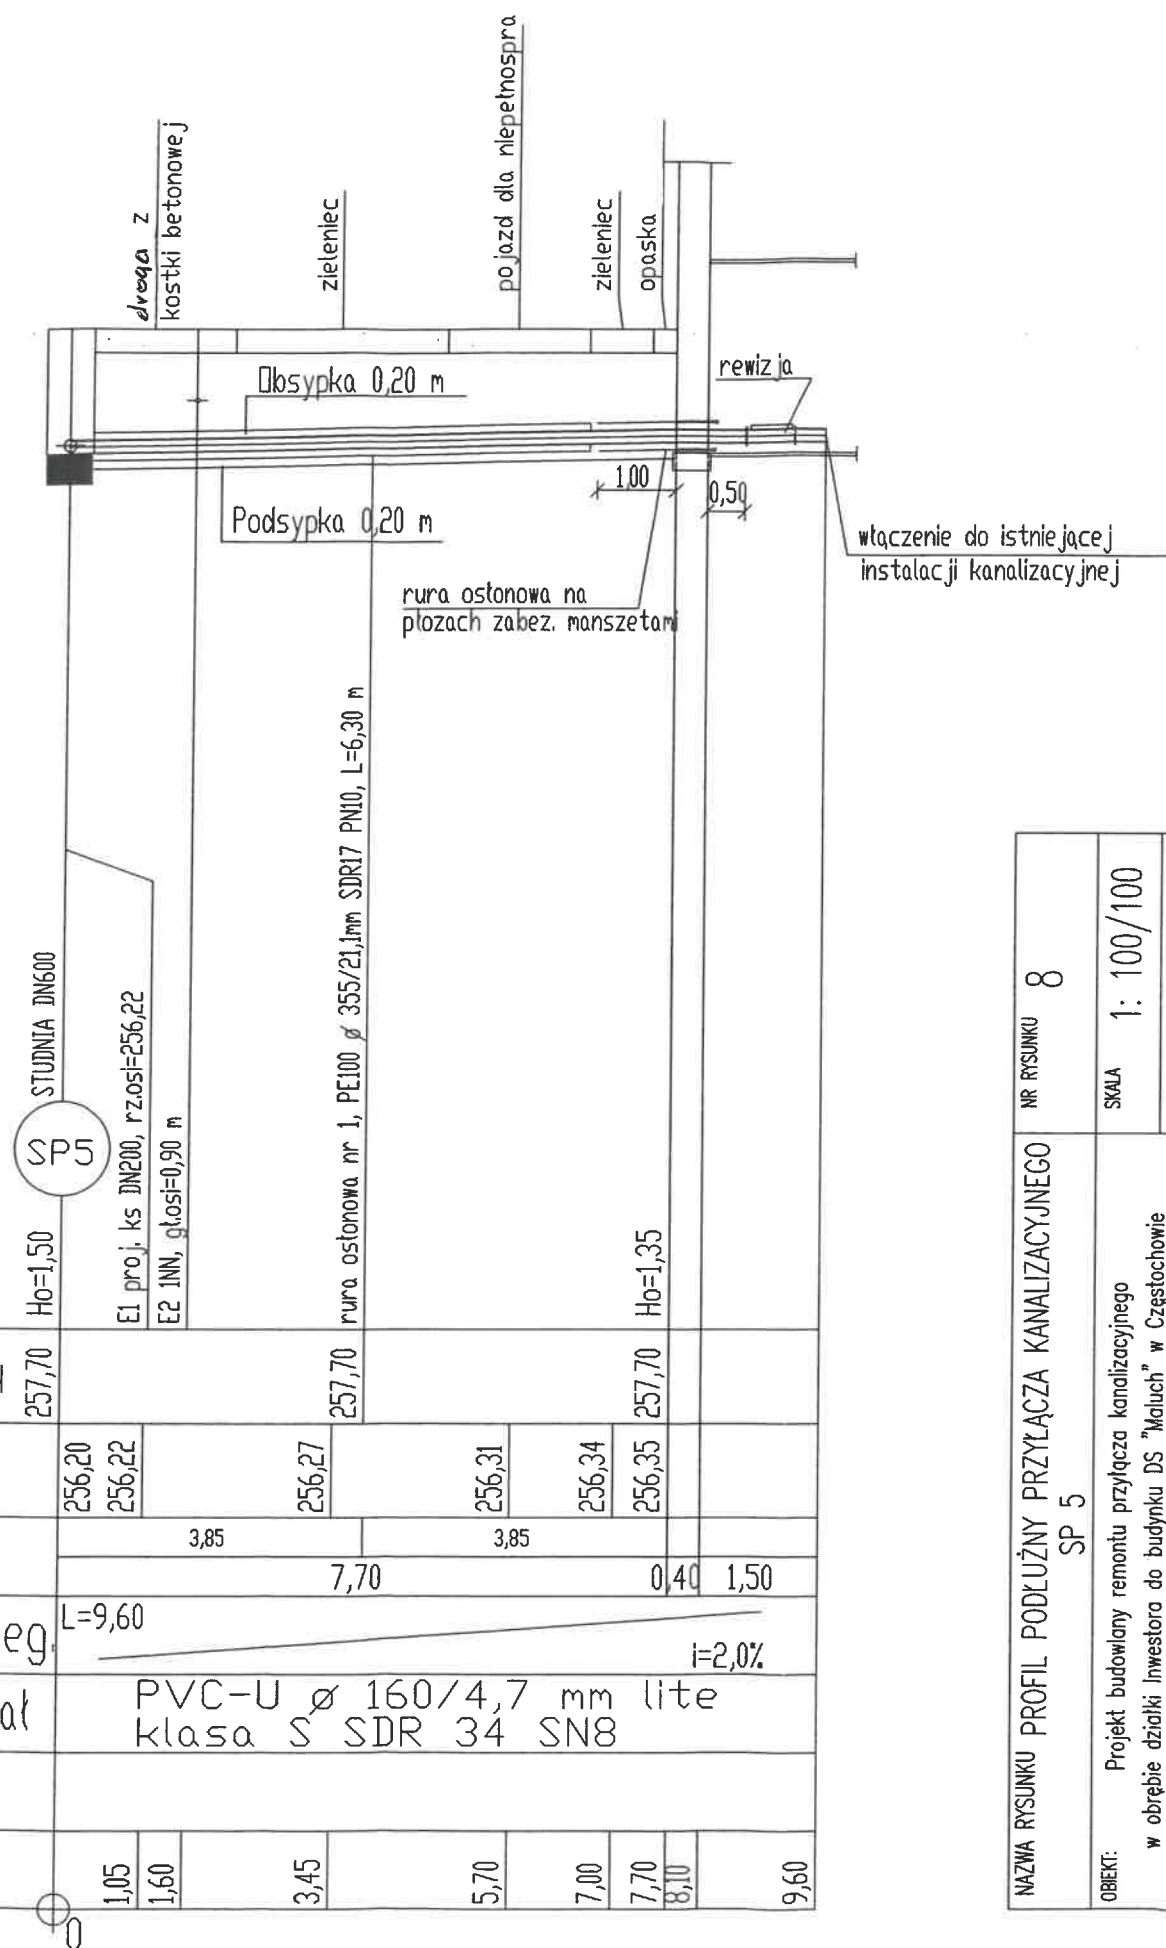 droga z
kostki betonowej
zieleniec
pojazd dla niepełnospra
zieleniec
opaska
Obsypka 0,20 m
rewizja
Podsypka 0,20 m
1,00
0,50
włączenie do istniejącej
instalacji kanalizacyjnej
rura osłonowa na
płozach zabez. manszetami
STUDNIA DN600
SP5
Ho=1,50
E1 proj. ks DN200, rz.osi=256,22
E2 1NN, gł.osi=0,90 m
rura osłonowa nr 1, PE100 ø 355/21,1mm SDR17 PN10, L=6,30 m
Ho=1,35
257,70
257,70
257,70
256,20
256,22
256,27
256,31
256,34
256,35
3,85
3,85
7,70
0,40
1,50
eg.
L=9,60
i=2,0%
ał
PVC-U ø 160/4,7 mm lite
klasa S SDR 34 SN8
0
1,05
1,60
3,45
5,70
7,00
7,70
8,10
9,60
NAZWA RYSUNKU PROFIL PODŁUŻNY PRZYŁĄCZA KANALIZACYJNEGO
SP 5
NR RYSUNKU 8
OBIEKT: Projekt budowlany remontu przyłącza kanalizacyjnego
w obrębie działki Inwestora do budynku DS "Maluch" w Częstochowie
SKALA 1: 100/100